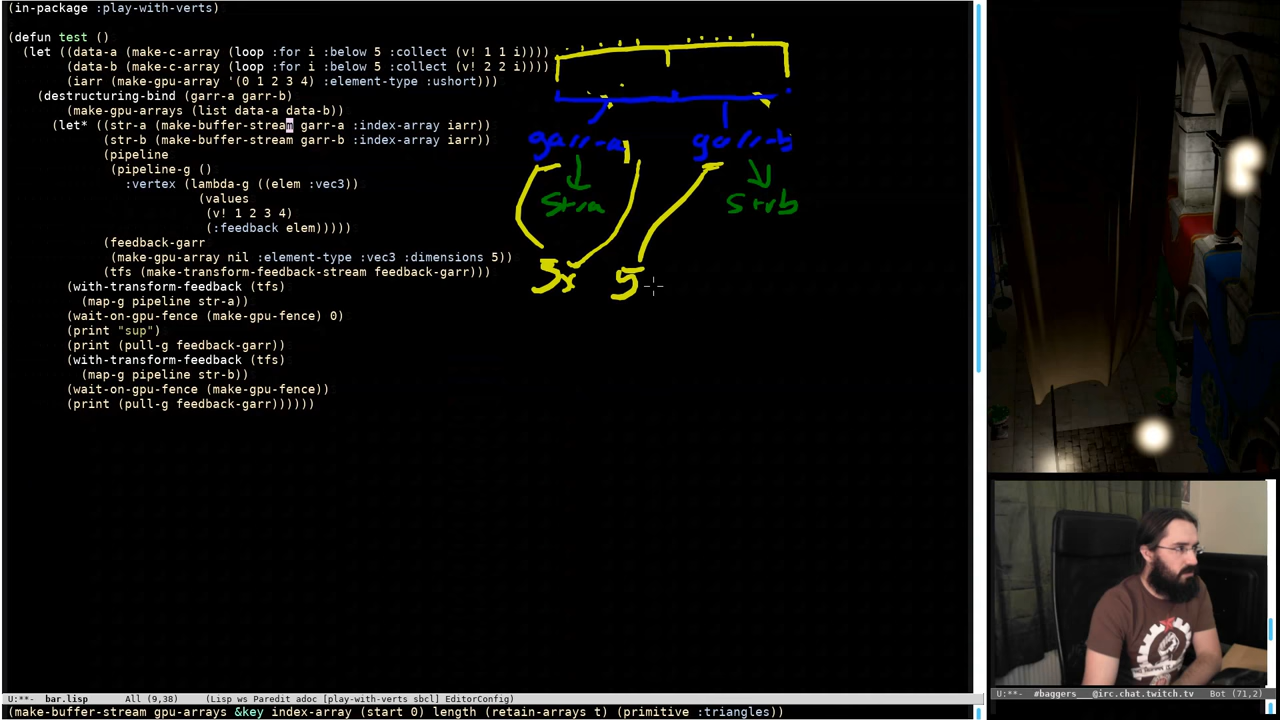 (in-package :play-with-verts)
(defun test ()
  (let ((data-a (make-c-array (loop :for i :below 5 :collect (v! 1 1 i))))
        (data-b (make-c-array (loop :for i :below 5 :collect (v! 2 2 i))))
        (iarr (make-gpu-array '(0 1 2 3 4) :element-type :ushort)))
    (destructuring-bind (garr-a garr-b)
        (make-gpu-arrays (list data-a data-b))
      (let* ((str-a (make-buffer-stream garr-a :index-array iarr))
             (str-b (make-buffer-stream garr-b :index-array iarr))
             (pipeline
              (pipeline-g ()
                :vertex (lambda-g ((elem :vec3))
                          (values
                           (v! 1 2 3 4)
                           (:feedback elem)))))
             (feedback-garr
              (make-gpu-array nil :element-type :vec3 :dimensions 5))
             (tfs (make-transform-feedback-stream feedback-garr)))
        (with-transform-feedback (tfs)
          (map-g pipeline str-a))
        (wait-on-gpu-fence (make-gpu-fence) 0)
        (print "sup")
        (print (pull-g feedback-garr))
        (with-transform-feedback (tfs)
          (map-g pipeline str-b))
        (wait-on-gpu-fence (make-gpu-fence))
        (print (pull-g feedback-garr))))))
garr-a garr-b
str a str b
3x 5
U:**-  bar.lisp      All (9,38)     (Lisp ws Paredit adoc [play-with-verts sbcl] EditorConfig)
U:**-  #baggers___@irc.chat.twitch.tv   Bot (71,2)
(make-buffer-stream gpu-arrays &key index-array (start 0) length (retain-arrays t) (primitive :triangles))